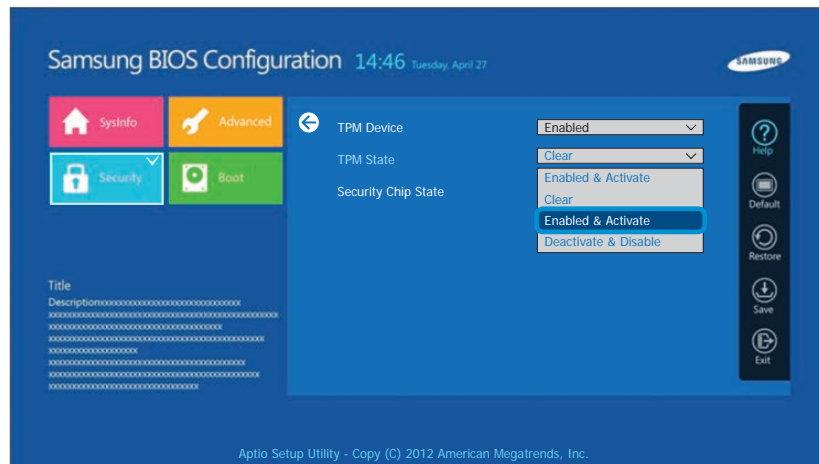 Samsung BIOS Configuration 14:46 Tuesday, April 27
SAMSUNG
SysInfo
Advanced
Security
Boot
TPM Device
Enabled
TPM State
Clear
Security Chip State
Enabled & Activate
Clear
Enabled & Activate
Deactivate & Disable
Help
Default
Restore
Save
Exit
Title
Aptio Setup Utility - Copy (C) 2012 American Megatrends, Inc.